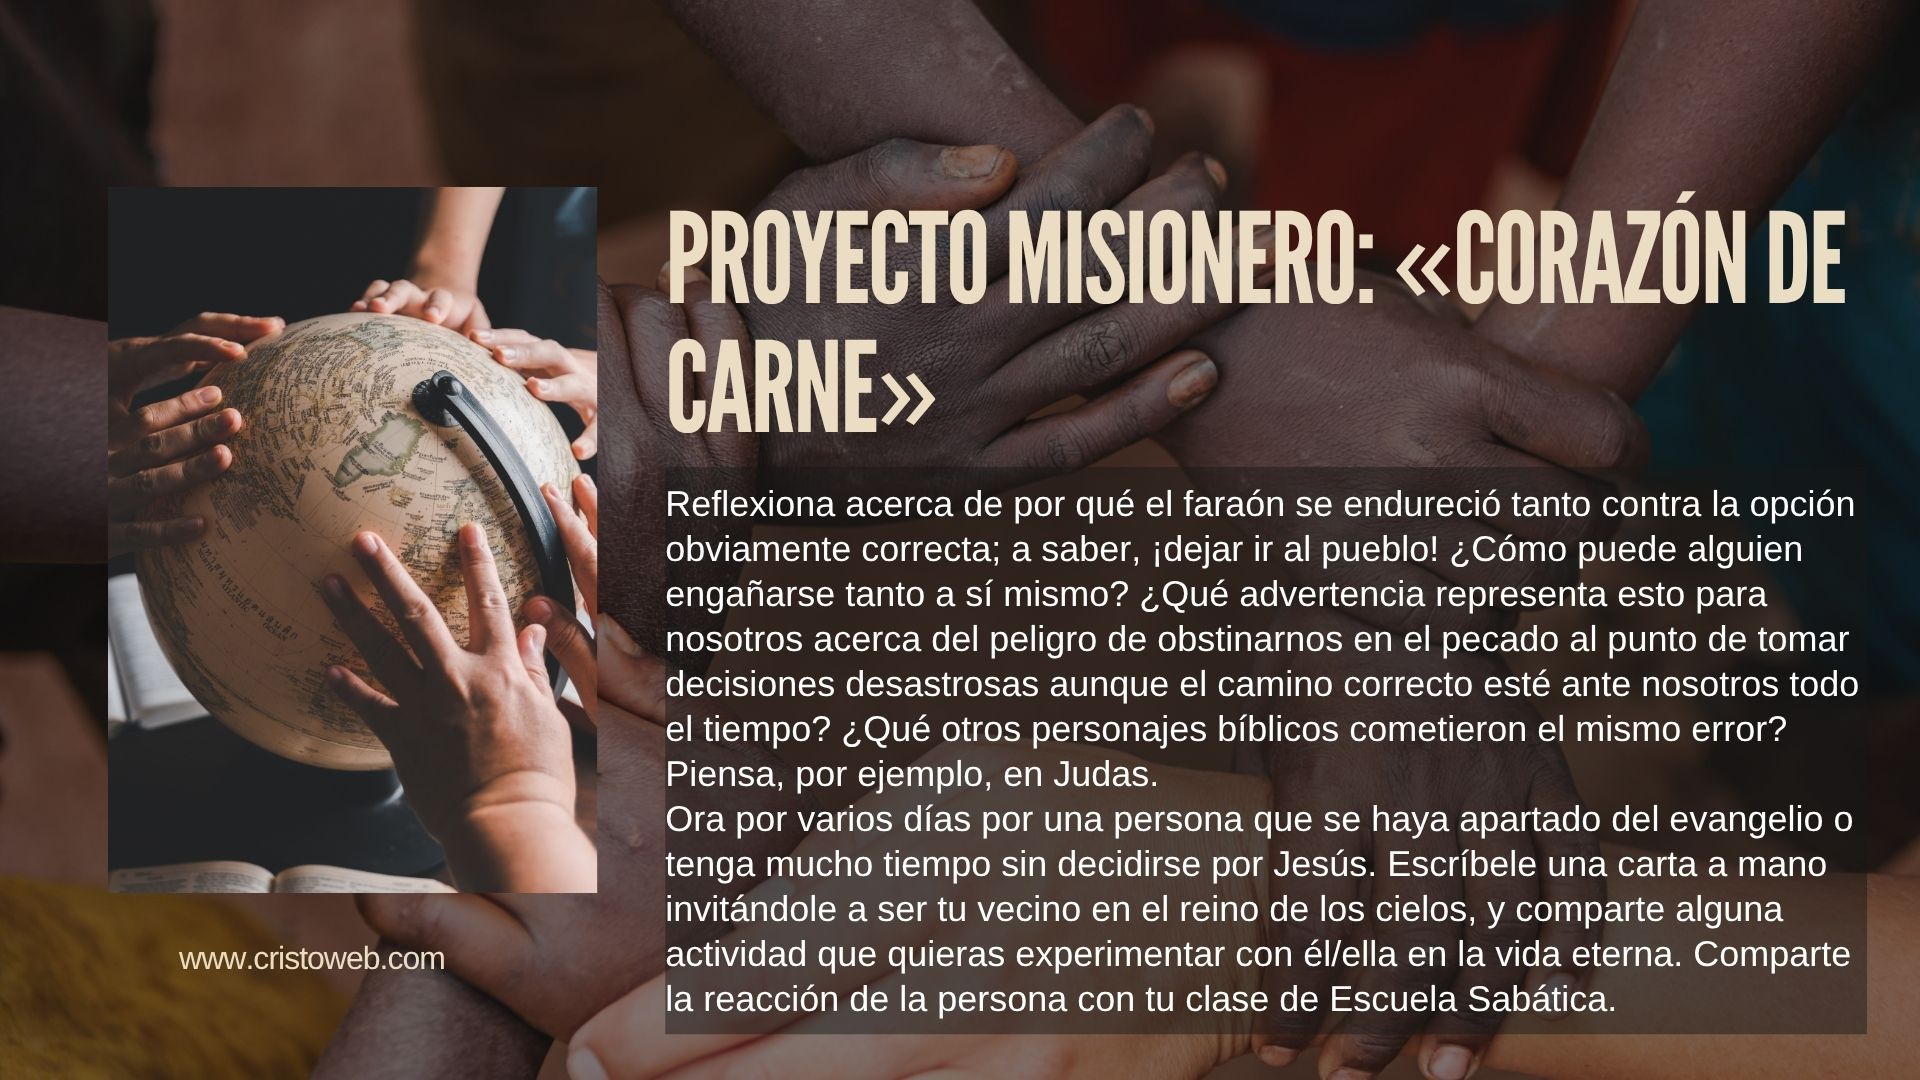 PROYECTO MISIONERO: «CORAZÓN DE
CARNE»
Reflexiona acerca de por qué el faraón se endureció tanto contra la opción
obviamente correcta; a saber, ¡dejar ir al pueblo! ¿Cómo puede alguien
engañarse tanto a sí mismo? ¿Qué advertencia representa esto para
nosotros acerca del peligro de obstinarnos en el pecado al punto de tomar
decisiones desastrosas aunque el camino correcto esté ante nosotros todo
el tiempo? ¿Qué otros personajes bíblicos cometieron el mismo error?
Piensa, por ejemplo, en Judas.
Ora por varios días por una persona que se haya apartado del evangelio o
tenga mucho tiempo sin decidirse por Jesús. Escríbele una carta a mano
invitándole a ser tu vecino en el reino de los cielos, y comparte alguna
actividad que quieras experimentar con él/ella en la vida eterna. Comparte
la reacción de la persona con tu clase de Escuela Sabática.
www.cristoweb.com